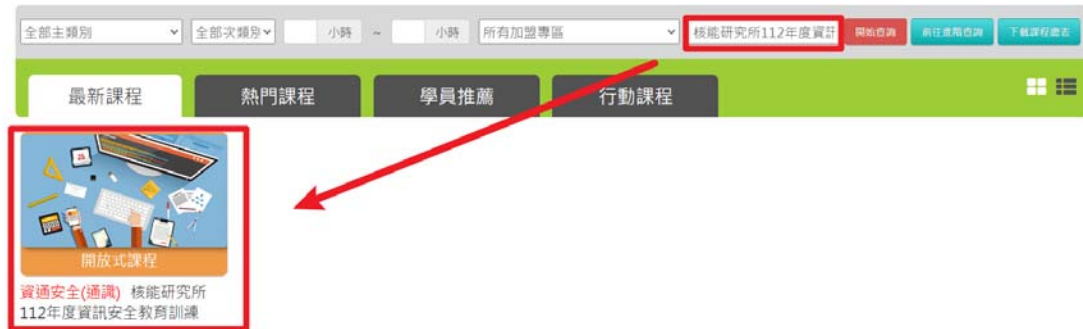 全部主類別 全部次類別 小時 ~ 小時 所有加盟專區 核能研究所112年度資訊 開始查詢 前往進階查詢 下載課程總表
最新課程 熱門課程 學員推薦 行動課程
開放式課程
資通安全(通識) 核能研究所
112年度資訊安全教育訓練